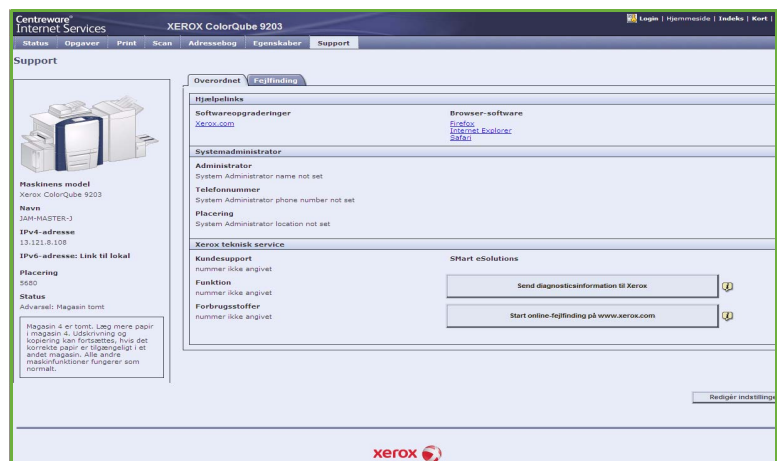 Centreware®
Internet Services
XEROX ColorQube 9203
Login | Hjemmeside | Indeks | Kort |
Status Opgaver Print Scan Adressebog Egenskaber Support
Support
Overordnet Fejlfinding
Hjælpelinks
Softwareopgraderinger
Xerox.com
Browser-software
Firefox
Internet Explorer
Safari
Systemadministrator
Administrator
System Administrator name not set
Telefonnummer
System Administrator phone number not set
Placering
System Administrator location not set
Xerox teknisk service
Kundesupport
nummer ikke angivet
Funktion
nummer ikke angivet
Forbrugsstoffer
nummer ikke angivet
SMart eSolutions
Send diagnosticsinformation til Xerox
Start online-fejlfinding på www.xerox.com
Maskinens model
Xerox ColorQube 9203
Navn
JAM-MASTER-J
IPv4-adresse
13.121.8.108
IPv6-adresse: Link til lokal
Placering
5680
Status
Advarsel: Magasin tomt
Magasin 4 er tomt. Læg mere papir
i magasin 4. Udskrivning og
kopiering kan fortsættes, hvis det
korrekte papir er tilgængeligt i et
andet magasin. Alle andre
maskinfunktioner fungerer som
normalt.
Redigér indstillinge
xerox